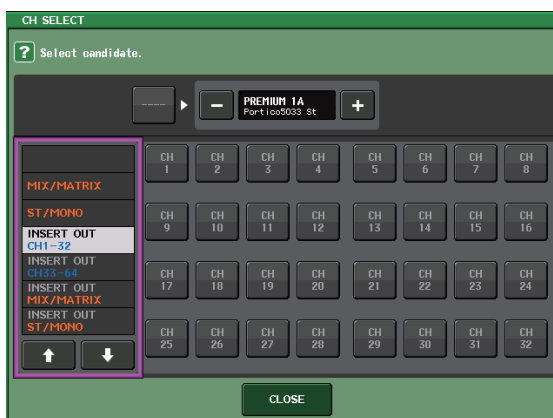 CH SELECT
? Select candidate.
---- − PREMIUM 1A +
Portico5033 St
MIX/MATRIX
ST/MONO
INSERT OUT
CH1-32
INSERT OUT
CH33-64
INSERT OUT
MIX/MATRIX
INSERT OUT
ST/MONO
CH 1
CH 2
CH 3
CH 4
CH 5
CH 6
CH 7
CH 8
CH 9
CH 10
CH 11
CH 12
CH 13
CH 14
CH 15
CH 16
CH 17
CH 18
CH 19
CH 20
CH 21
CH 22
CH 23
CH 24
CH 25
CH 26
CH 27
CH 28
CH 29
CH 30
CH 31
CH 32
CLOSE